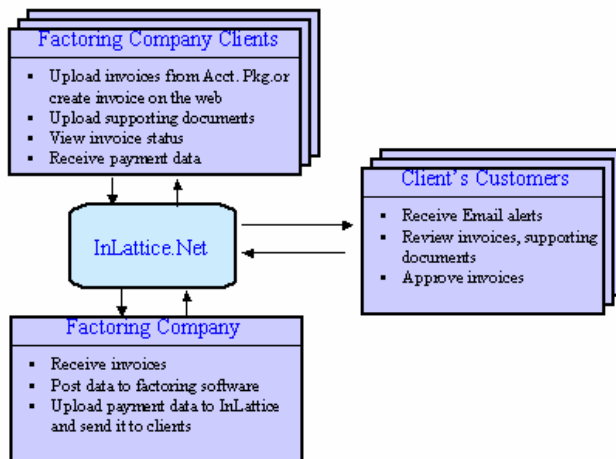 Factoring Company Clients
▪ Upload invoices from Acct. Pkg.or
create invoice on the web
▪ Upload supporting documents
▪ View invoice status
▪ Receive payment data
InLattice.Net
Client's Customers
▪ Receive Email alerts
▪ Review invoices, supporting
documents
▪ Approve invoices
Factoring Company
▪ Receive invoices
▪ Post data to factoring software
▪ Upload payment data to InLattice
and send it to clients